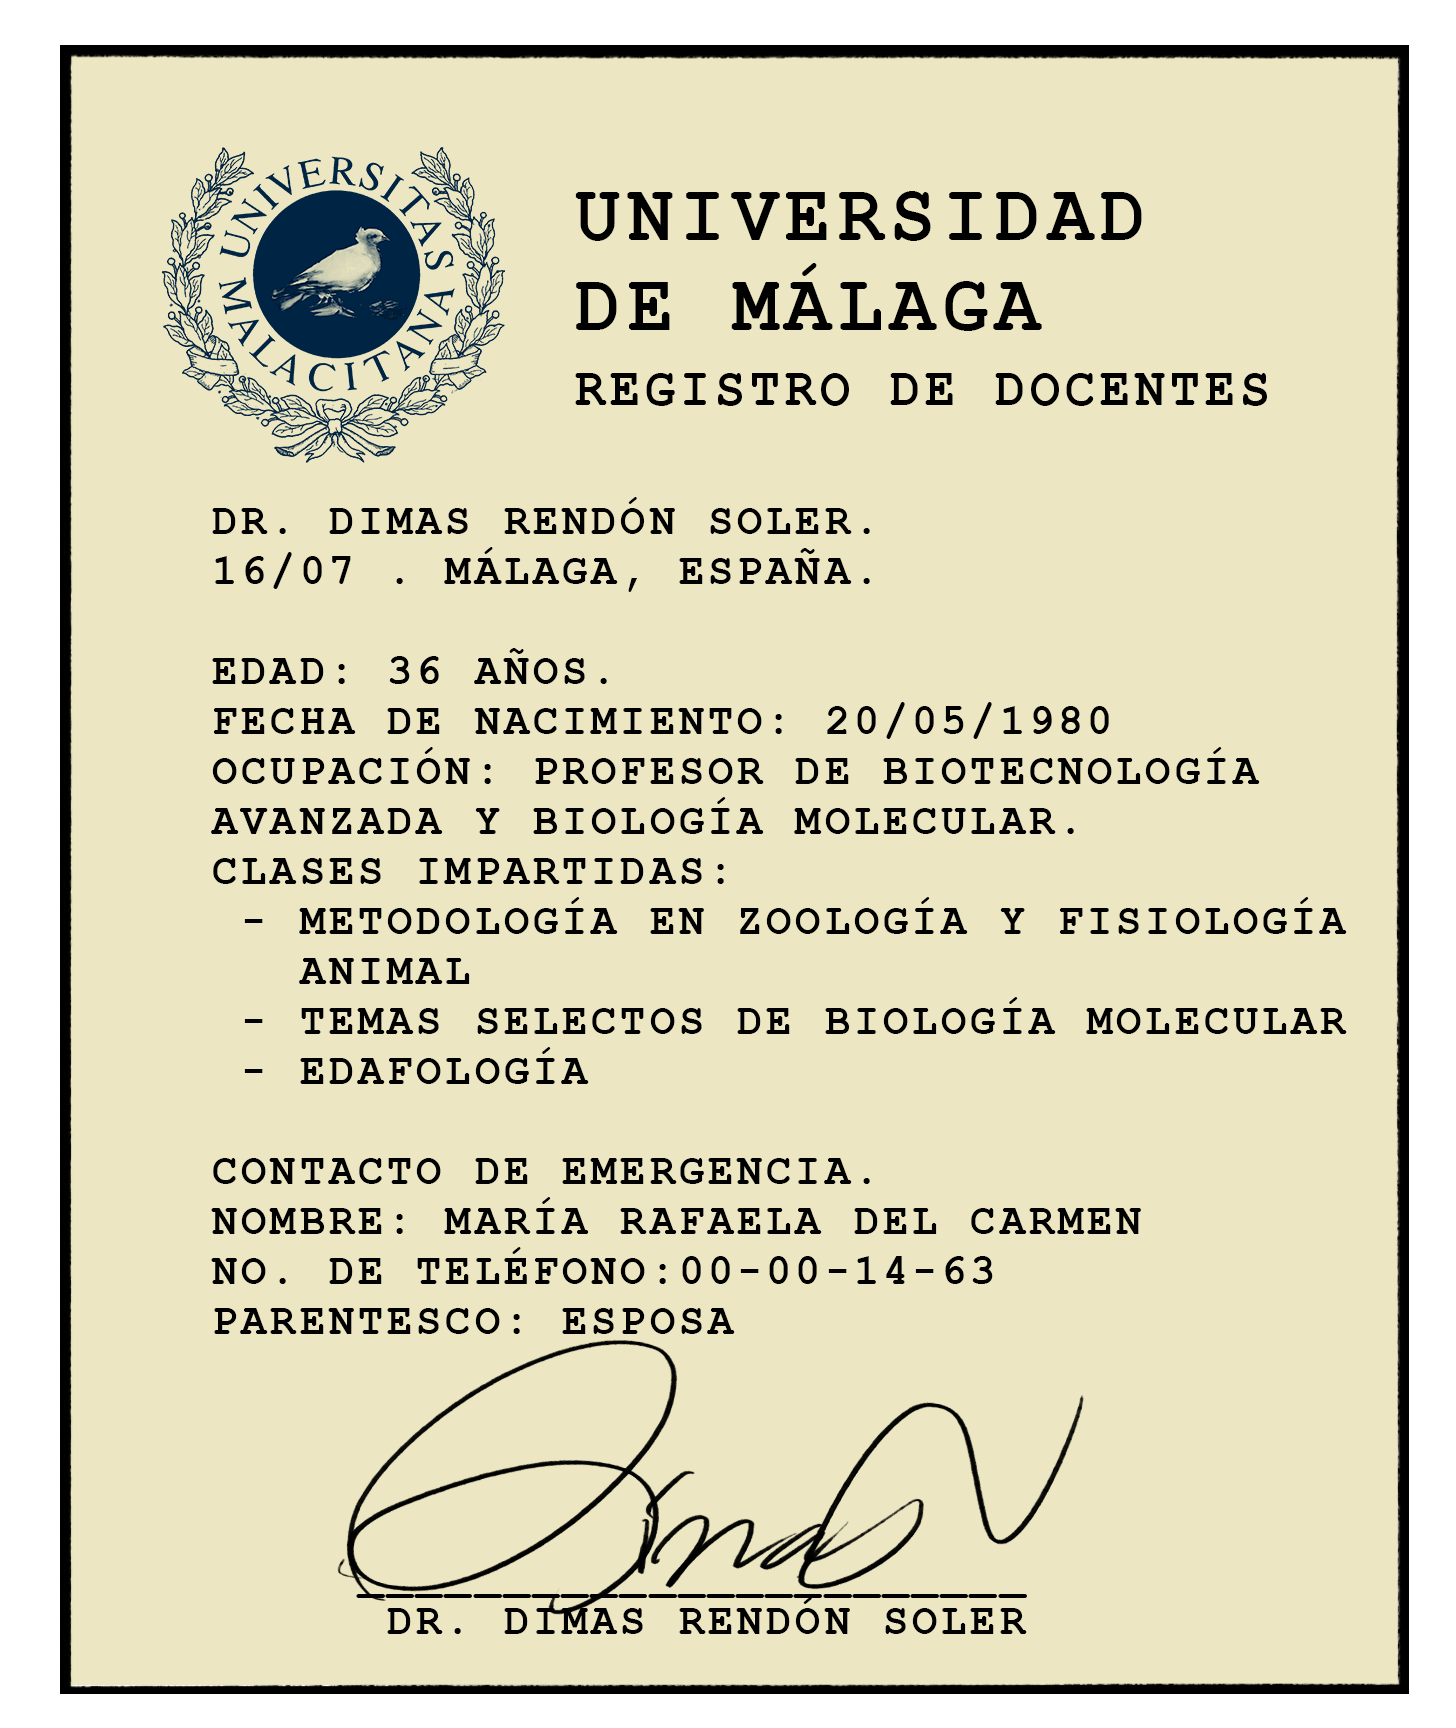 UNIVERSITAS MALACITANA
UNIVERSIDAD
DE MÁLAGA
REGISTRO DE DOCENTES
DR. DIMAS RENDÓN SOLER.
16/07 . MÁLAGA, ESPAÑA.
EDAD: 36 AÑOS.
FECHA DE NACIMIENTO: 20/05/1980
OCUPACIÓN: PROFESOR DE BIOTECNOLOGÍA
AVANZADA Y BIOLOGÍA MOLECULAR.
CLASES IMPARTIDAS:
- METODOLOGÍA EN ZOOLOGÍA Y FISIOLOGÍA
ANIMAL
- TEMAS SELECTOS DE BIOLOGÍA MOLECULAR
- EDAFOLOGÍA
CONTACTO DE EMERGENCIA.
NOMBRE: MARÍA RAFAELA DEL CARMEN
NO. DE TELÉFONO:00-00-14-63
PARENTESCO: ESPOSA
Dimas
DR. DIMAS RENDÓN SOLER